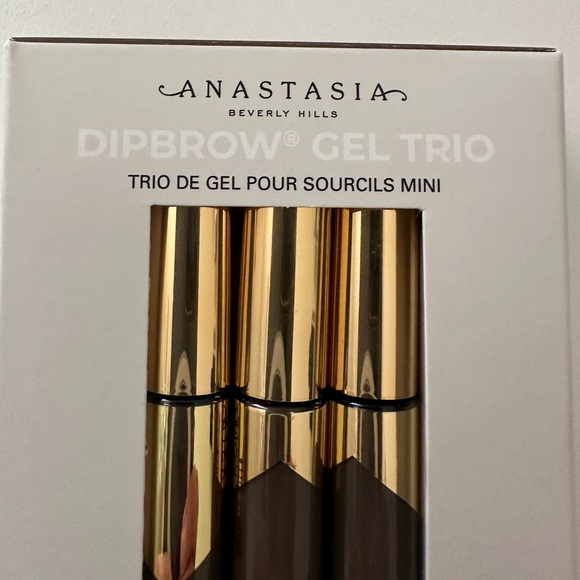 ANASTASIA
BEVERLY HILLS
DIPBROW® GEL TRIO
TRIO DE GEL POUR SOURCILS MINI